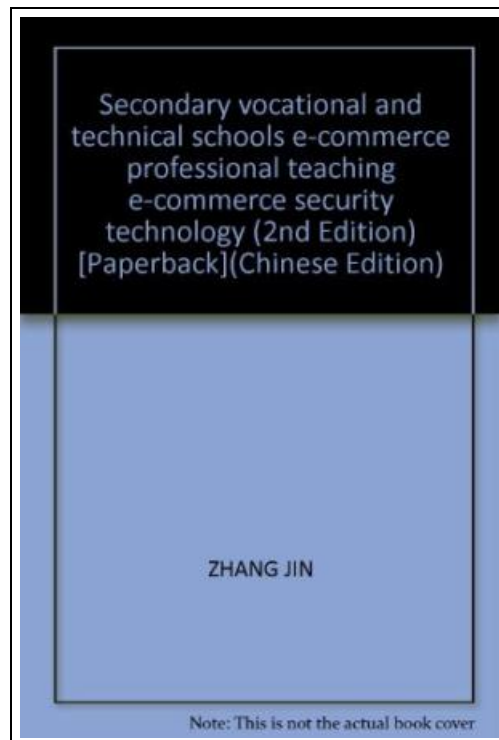 Secondary vocational and
technical schools e-commerce
professional teaching
e-commerce security
technology (2nd Edition)
[Paperback](Chinese Edition)
ZHANG JIN
Note: This is not the actual book cover